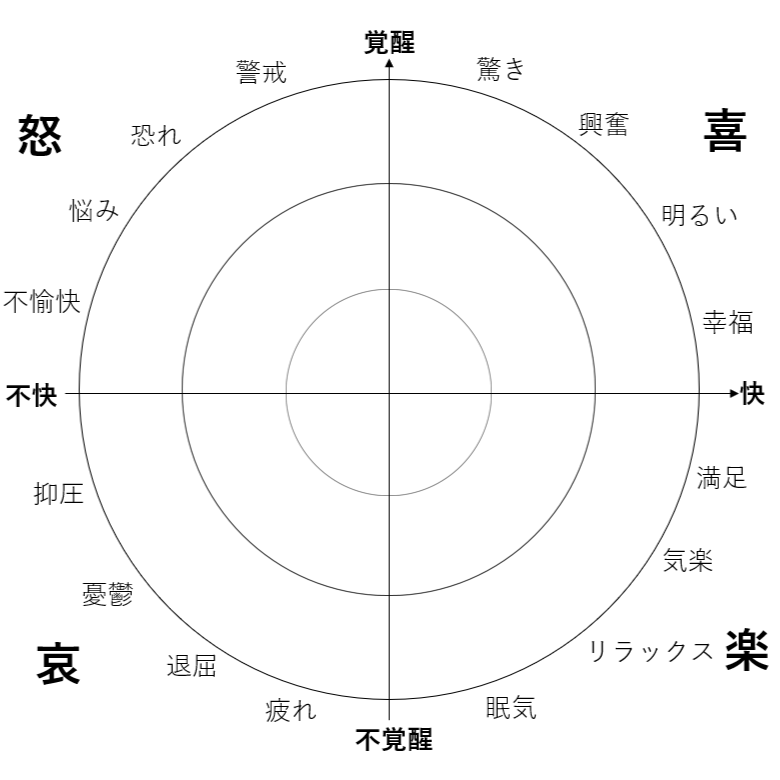 覚醒
警戒
驚き
怒
恐れ
興奮
喜
悩み
明るい
不愉快
幸福
不快
快
抑圧
満足
憂鬱
気楽
哀
退屈
リラックス
楽
疲れ
眠気
不覚醒